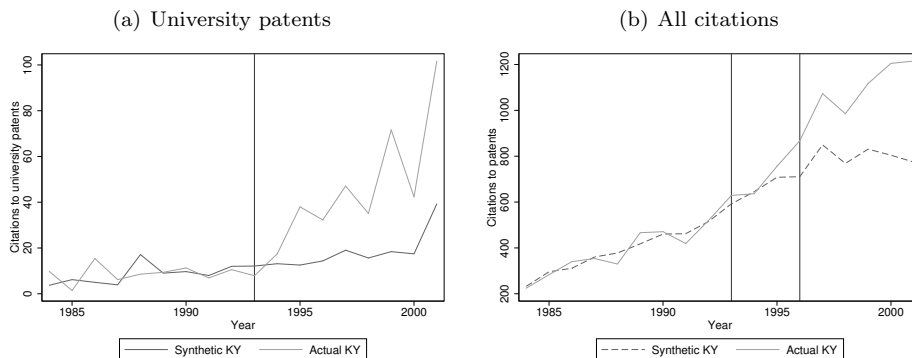 (a) University patents
Citations to university patents
100
80
60
40
20
0
1985
1990
1995
2000
Year
Synthetic KY
Actual KY
(b) All citations
Citations to patents
1200
1000
800
600
400
200
1985
1990
1995
2000
Year
Synthetic KY
Actual KY